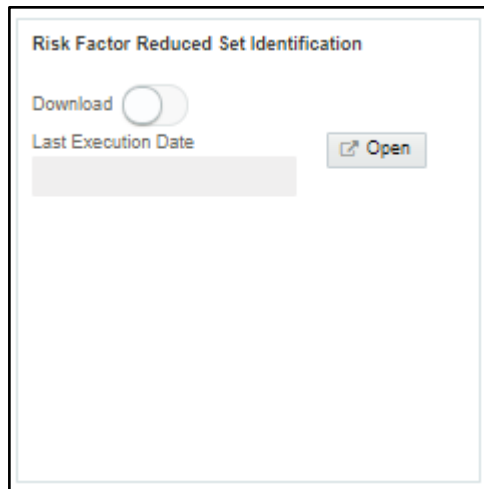 Risk Factor Reduced Set Identification
Download
Last Execution Date
Open